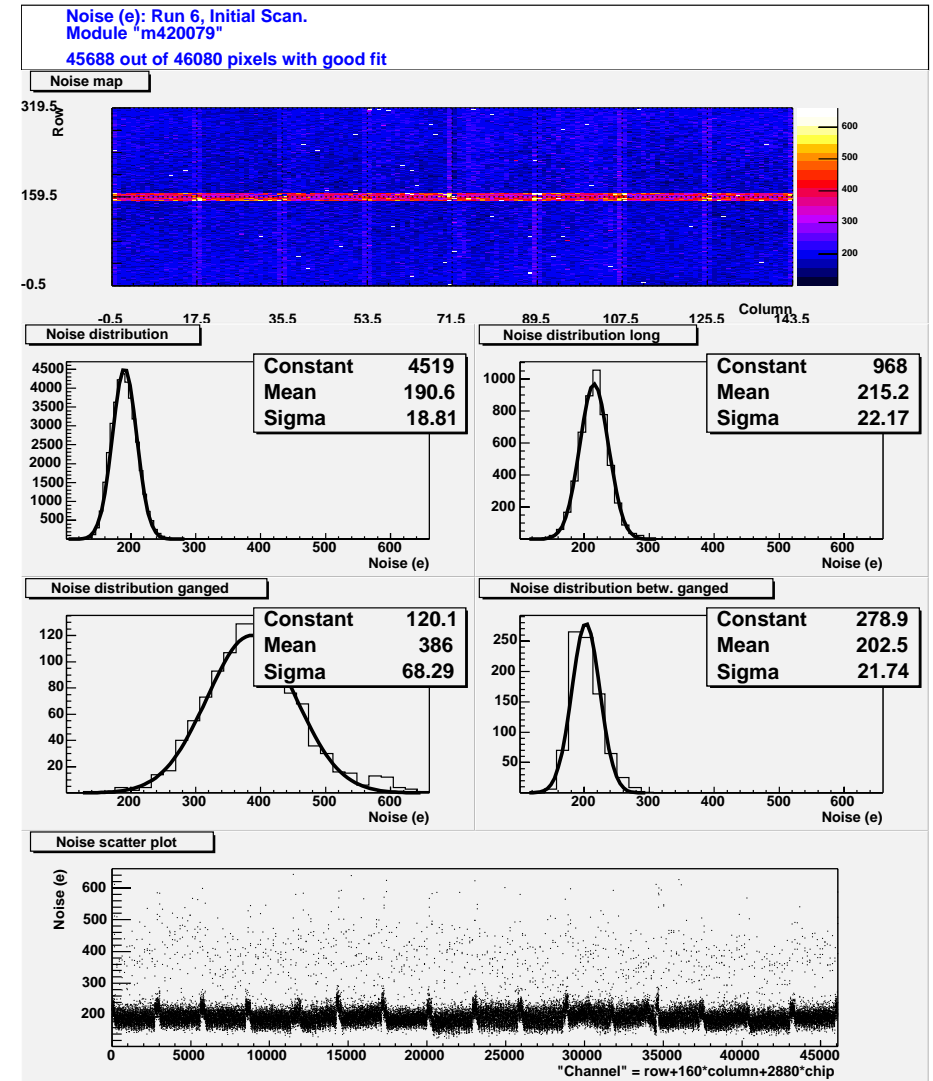 Noise (e): Run 6, Initial Scan.
Module "m420079"
45688 out of 46080 pixels with good fit
Noise map
319.5
Row
159.5
-0.5
600
500
400
300
200
Column
-0.5 17.5 35.5 53.5 71.5 89.5 107.5 125.5 143.5
Noise distribution
4500
4000
3500
3000
2500
2000
1500
1000
500
Constant 4519
Mean 190.6
Sigma 18.81
200 300 400 500 600
Noise (e)
Noise distribution long
1000
800
600
400
200
Constant 968
Mean 215.2
Sigma 22.17
200 300 400 500 600
Noise (e)
Noise distribution ganged
120
100
80
60
40
20
Constant 120.1
Mean 386
Sigma 68.29
200 300 400 500 600
Noise (e)
Noise distribution betw. ganged
250
200
150
100
50
Constant 278.9
Mean 202.5
Sigma 21.74
200 300 400 500 600
Noise (e)
Noise scatter plot
Noise (e)
600
500
400
300
200
0 5000 10000 15000 20000 25000 30000 35000 40000 45000
"Channel" = row+160*column+2880*chip